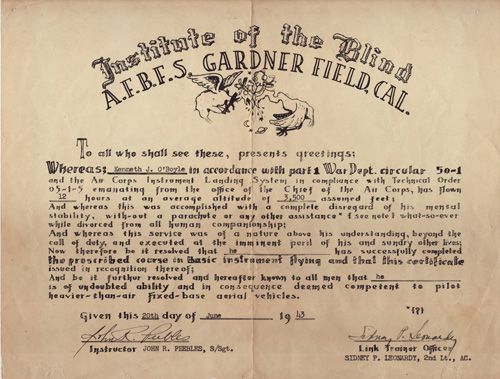 Institute of the Blind
A.F.B.F.S. GARDNER FIELD, CAL.
To all who shall see these, presents greetings;
Whereas; Kenneth J. O'Boyle in accordance with part 1 War Dept. circular 50-1
and the Air Corps Instrument Landing System in compliance with Technical Order
05-1-5 emanating from the office of the Chief of the Air Corps, has flown
12 hours at an average altitude of 3,500 assumed feet;
And whereas this was accomplished with a complete disregard of his mental
stability, with-out a parachute or any other assistance * (see note) what-so-ever
while divorced from all human companionship;
And whereas this service was of a nature above his understanding, beyond the
call of duty, and executed at the imminent peril of his and sundry other lives;
Now therefore be it resolved that he has successfully completed
the proscribed course in Basic instrument flying and that this certificate
issued in recognition thereof;
And be it further resolved and hereafter known to all men that he
is of undoubted ability and in consequence deemed competent to pilot
heavier-than-air fixed-base aerial vehicles.
Given this 20th day of June 19 43
John R. Peebles
Instructor JOHN R. PEEBLES, S/Sgt.
Sidney P. Leonardy
Link Trainer Officer
SIDNEY P. LEONARDY, 2nd Lt., AC.